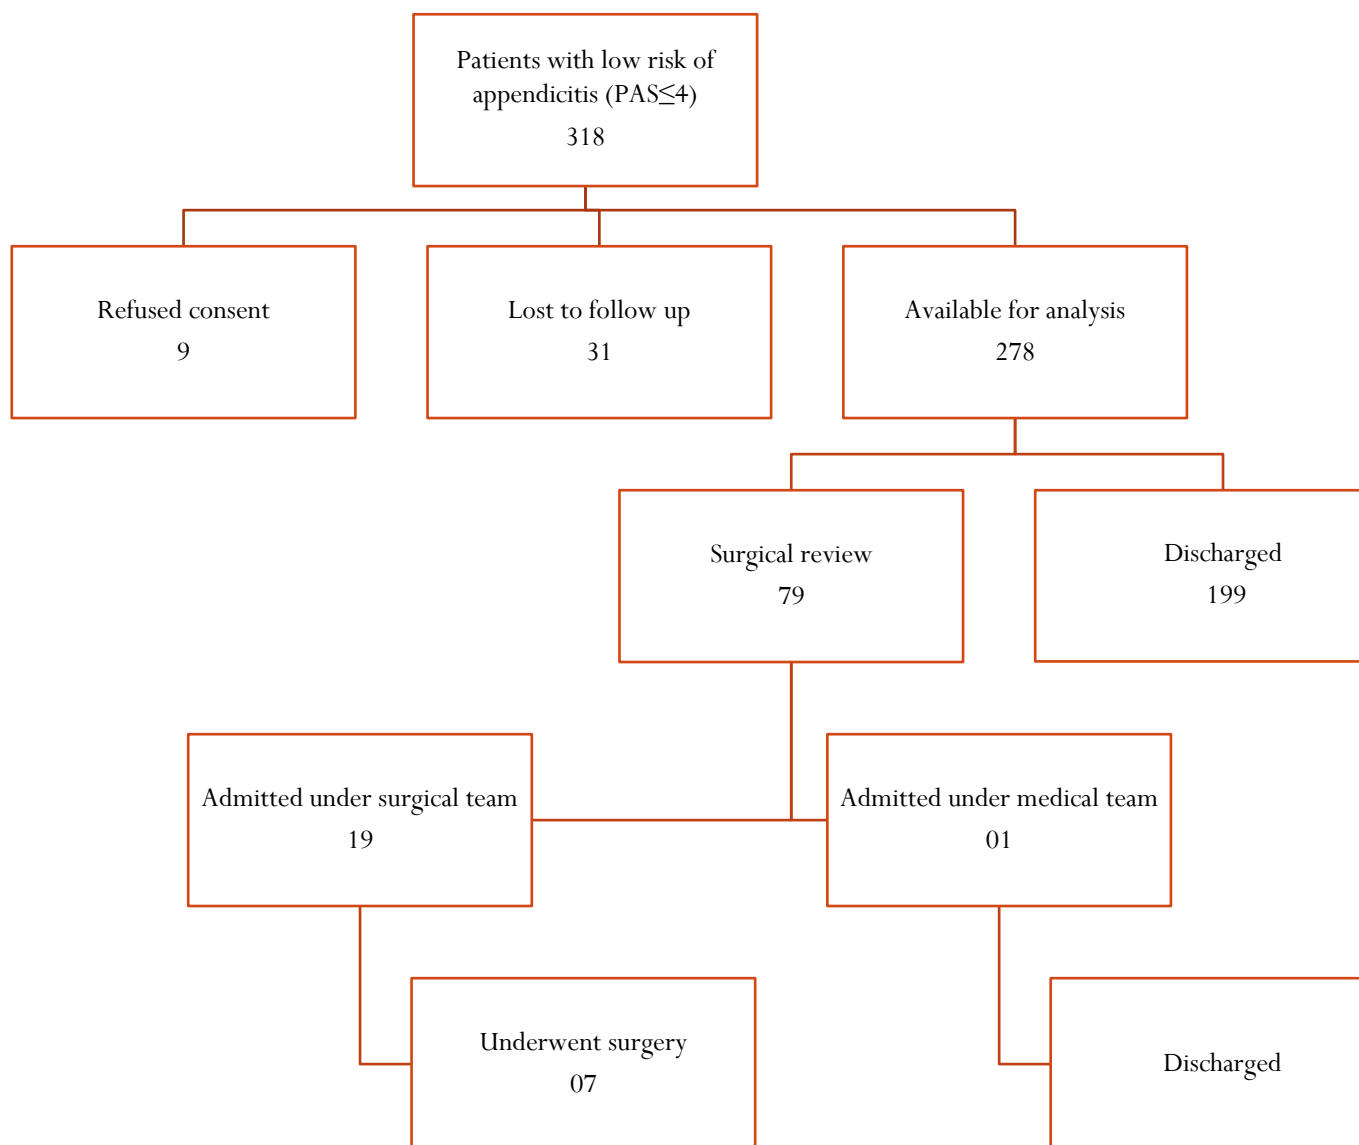 Patients with low risk of
appendicitis (PAS≤4)
318
Refused consent
9
Lost to follow up
31
Available for analysis
278
Surgical review
79
Discharged
199
Admitted under surgical team
19
Admitted under medical team
01
Underwent surgery
07
Discharged